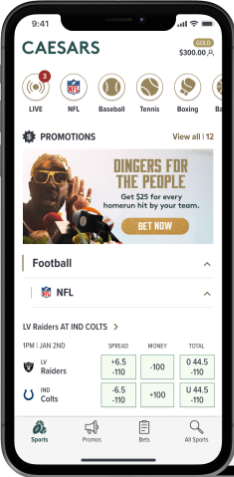 9:41
CAESARS
GOLD
$300.00
3
LIVE
NFL
Baseball
Tennis
Boxing
Ba
PROMOTIONS
View all | 12
DINGERS FOR
THE PEOPLE
Get $25 for every
homerun hit by your team.
BET NOW
Football
NFL
LV Raiders AT IND COLTS
1PM | JAN 2ND SPREAD MONEY TOTAL
LV
Raiders
+6.5
-110
-100
O 44.5
-110
IND
Colts
-6.5
-110
+100
U 44.5
-110
Sports
Promos
Bets
All Sports